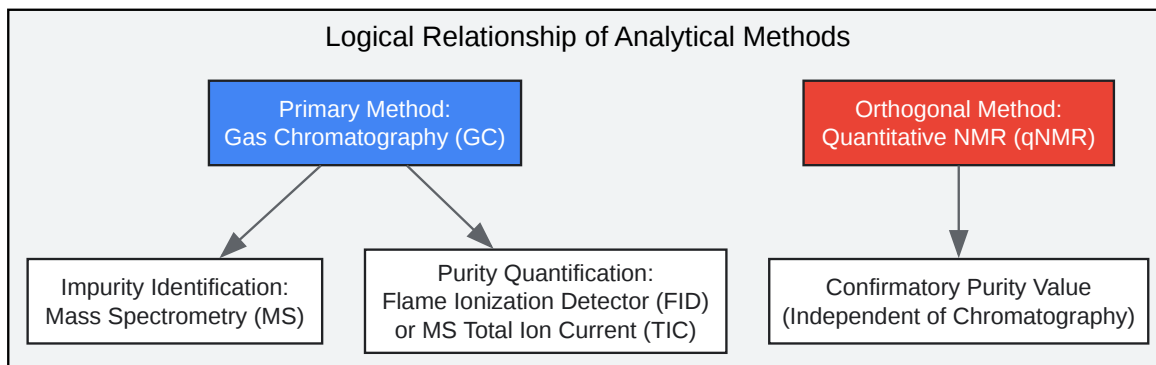 Logical Relationship of Analytical Methods
Primary Method:
Gas Chromatography (GC)
Orthogonal Method:
Quantitative NMR (qNMR)
Impurity Identification:
Mass Spectrometry (MS)
Purity Quantification:
Flame Ionization Detector (FID)
or MS Total Ion Current (TIC)
Confirmatory Purity Value
(Independent of Chromatography)